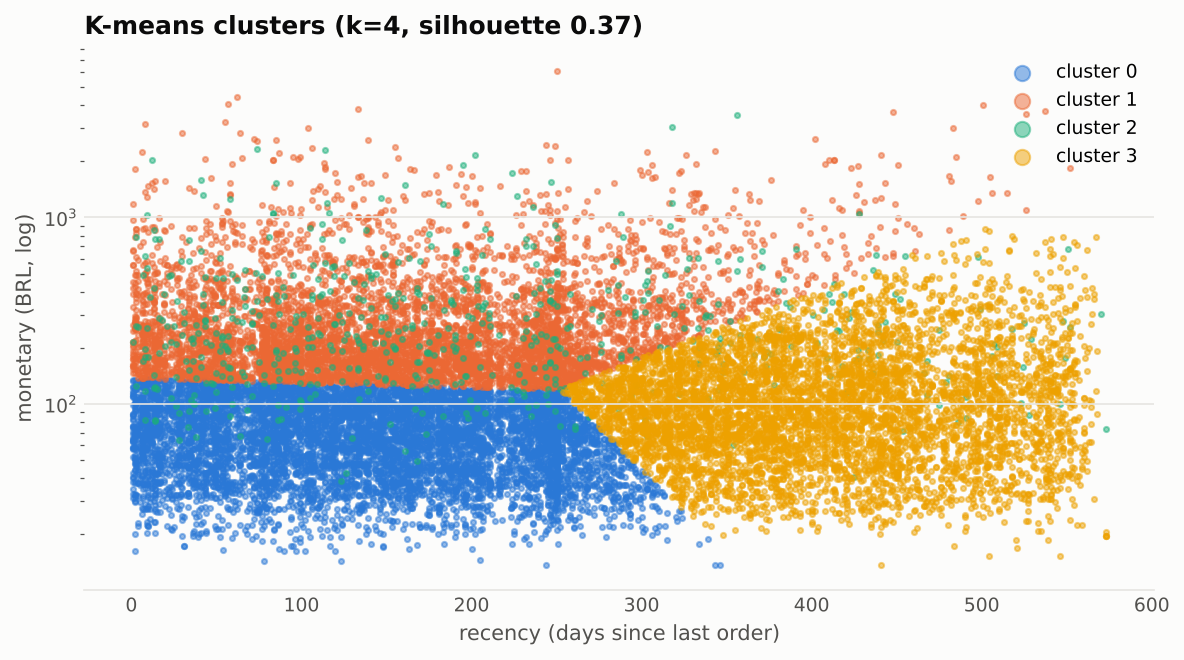 K-means clusters (k=4, silhouette 0.37)
cluster 0
cluster 1
cluster 2
cluster 3
monetary (BRL, log)
10³
10²
0 100 200 300 400 500 600
recency (days since last order)